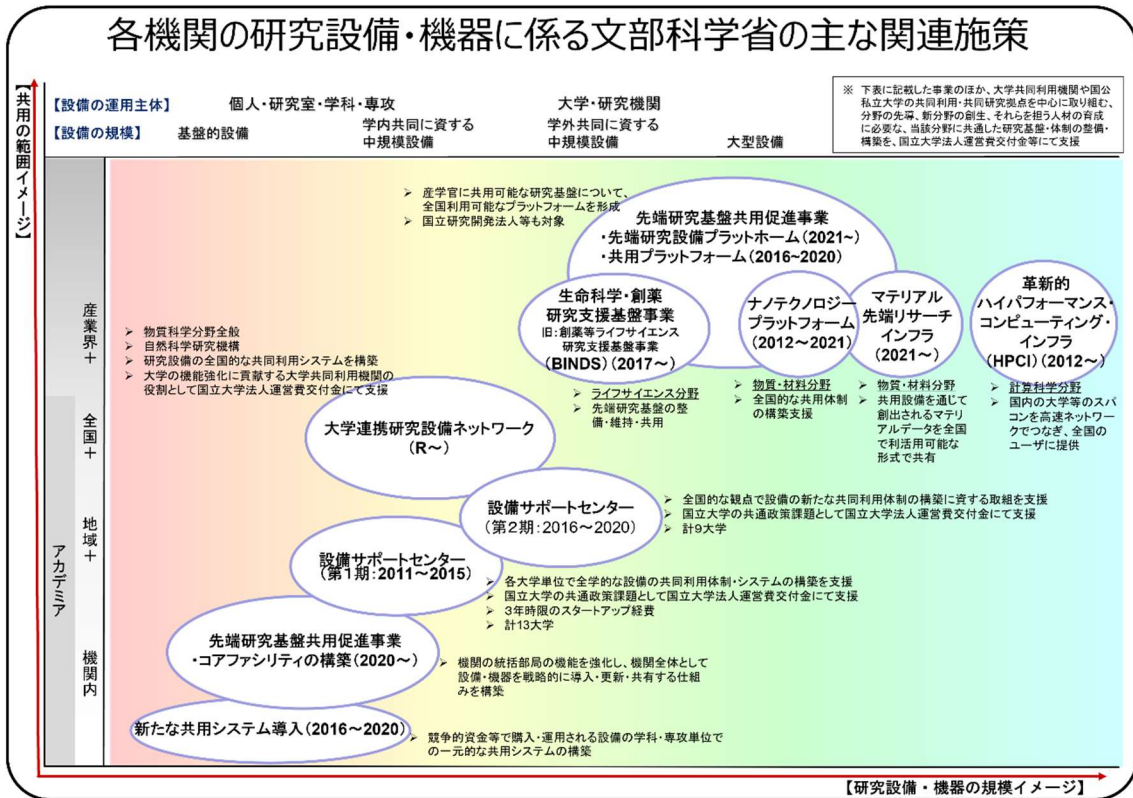 各機関の研究設備・機器に係る文部科学省の主な関連施策
【共用の範囲イメージ】
【設備の運用主体】
個人・研究室・学科・専攻
大学・研究機関
【設備の規模】
基盤的設備
学内共同に資する
中規模設備
学外共同に資する
中規模設備
大型設備
※ 下表に記載した事業のほか、大学共同利用機関や国公
私立大学の共同利用・共同研究拠点を中心に取り組む、
分野の先導、新分野の創生、それらを担う人材の育成
に必要な、当該分野に共通した研究基盤・体制の整備・
構築を、国立大学法人運営費交付金等にて支援
産業界+
全国+
地域+
機関内
アカデミア
➢ 産学官に共用可能な研究基盤について、
全国利用可能なプラットフォームを形成
➢ 国立研究開発法人等も対象
先端研究基盤共用促進事業
・先端研究設備プラットホーム(2021~)
・共用プラットフォーム(2016~2020)
生命科学・創薬
研究支援基盤事業
旧:創薬等ライフサイエンス
研究支援基盤事業
(BINDS)(2017~)
ナノテクノロジー
プラットフォーム
(2012~2021)
マテリアル
先端リサーチ
インフラ
(2021~)
革新的
ハイパフォーマンス・
コンピューティング・
インフラ
(HPCI)(2012~)
➢ 物質科学分野全般
➢ 自然科学研究機構
➢ 研究設備の全国的な共同利用システムを構築
➢ 大学の機能強化に貢献する大学共同利用機関の
役割として国立大学法人運営費交付金にて支援
➢ ライフサイエンス分野
➢ 先端研究基盤の整
備・維持・共用
➢ 物質・材料分野
➢ 全国的な共用体制
の構築支援
➢ 物質・材料分野
➢ 共用設備を通じて
創出されるマテリ
アルデータを全国
で利活用可能な
形式で共有
➢ 計算科学分野
➢ 国内の大学等のスパ
コンを高速ネットワー
クでつなぎ、全国の
ユーザに提供
大学連携研究設備ネットワーク
(R~)
設備サポートセンター
(第2期:2016~2020)
➢ 全国的な観点で設備の新たな共同利用体制の構築に資する取組を支援
➢ 国立大学の共通政策課題として国立大学法人運営費交付金にて支援
➢ 計9大学
設備サポートセンター
(第1期:2011~2015)
➢ 各大学単位で全学的な設備の共同利用体制・システムの構築を支援
➢ 国立大学の共通政策課題として国立大学法人運営費交付金にて支援
➢ 3年時限のスタートアップ経費
➢ 計13大学
先端研究基盤共用促進事業
・コアファシリティの構築(2020~)
➢ 機関の統括部局の機能を強化し、機関全体として
設備・機器を戦略的に導入・更新・共有する仕組
みを構築
新たな共用システム導入(2016~2020)
➢ 競争的資金等で購入・運用される設備の学科・専攻単位で
の一元的な共用システムの構築
【研究設備・機器の規模イメージ】